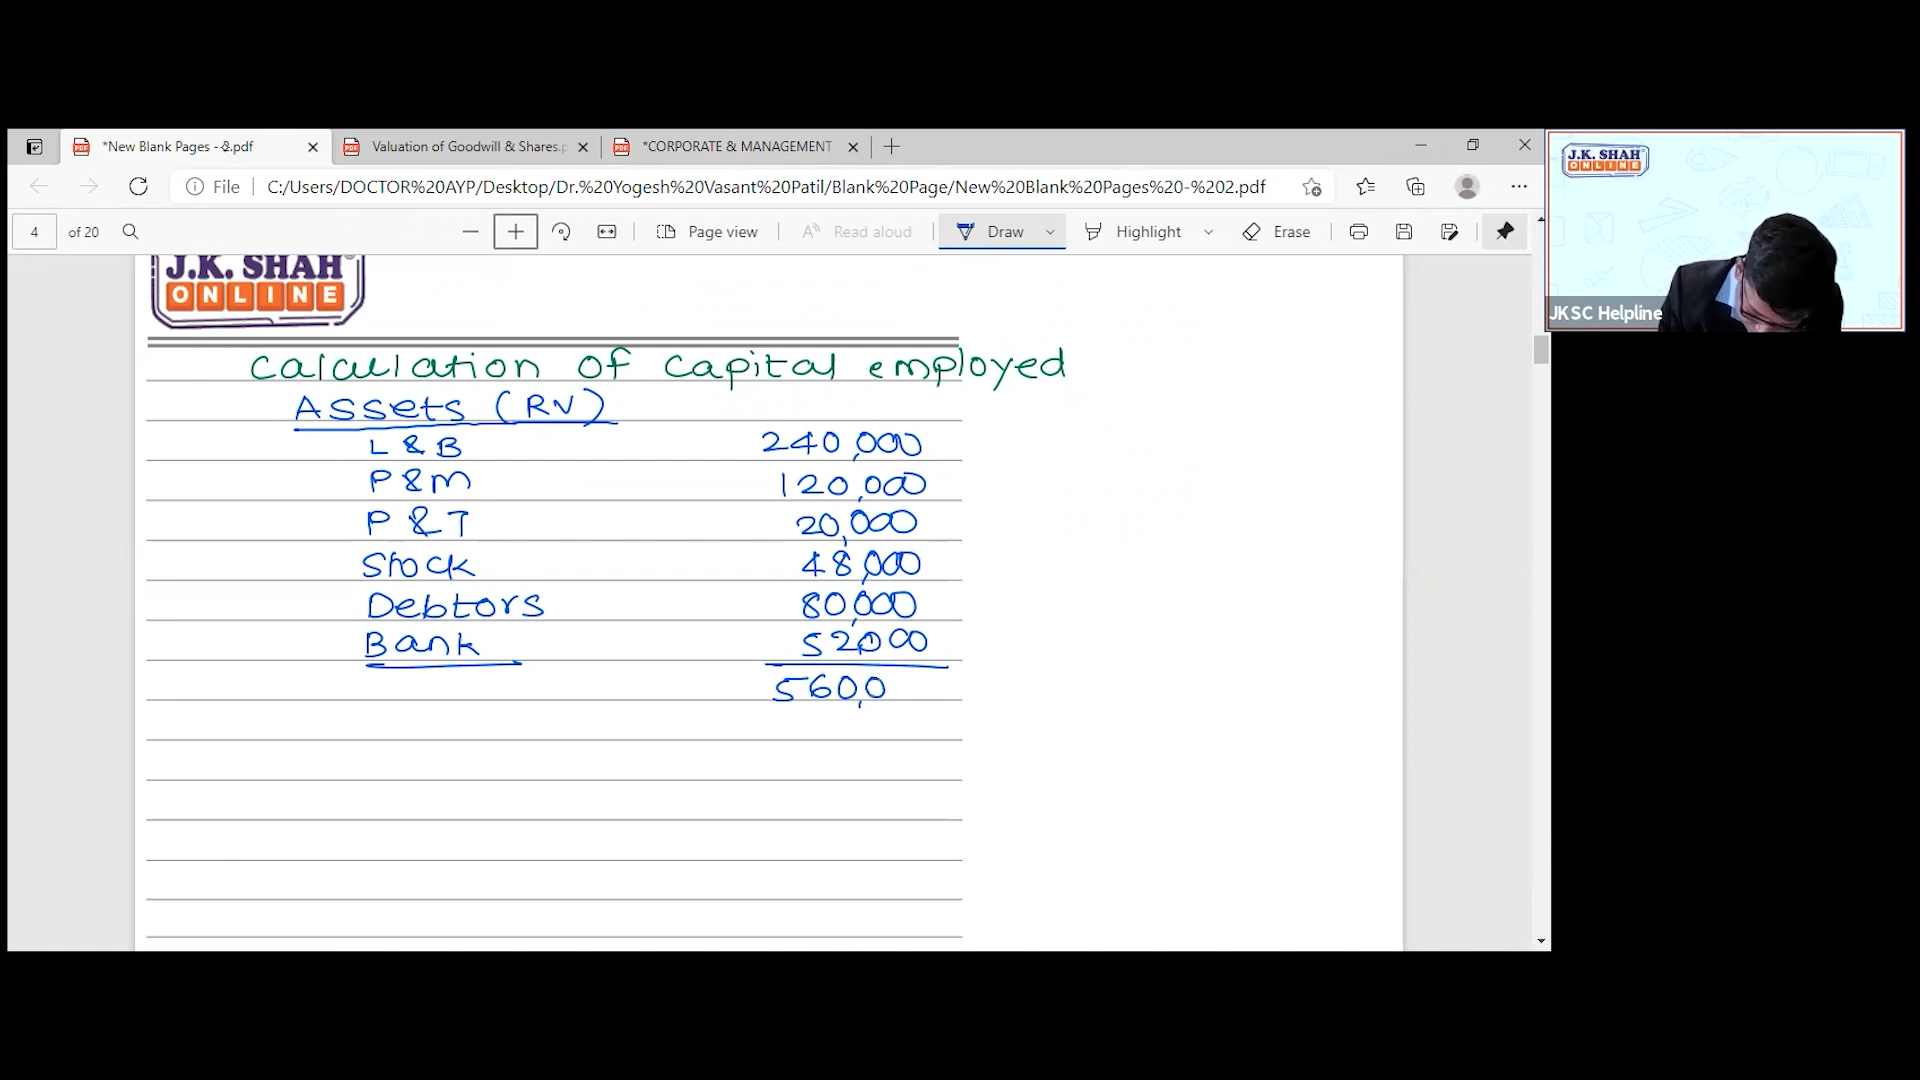 *New Blank Pages - 2.pdf
Valuation of Goodwill & Shares.p
*CORPORATE & MANAGEMENT
File
C:/Users/DOCTOR%20AYP/Desktop/Dr.%20Yogesh%20Vasant%20Patil/Blank%20Page/New%20Blank%20Pages%20-%202.pdf
4 of 20
Page view
Read aloud
Draw
Highlight
Erase
J.K. SHAH
ONLINE
JKSC Helpline
J.K. SHAH®
ONLINE
Calculation of Capital employed
Assets (RV)
L & B 240,000
P & M 120,000
P & T 20,000
Stock 48,000
Debtors 80,000
Bank 52,000
560,0